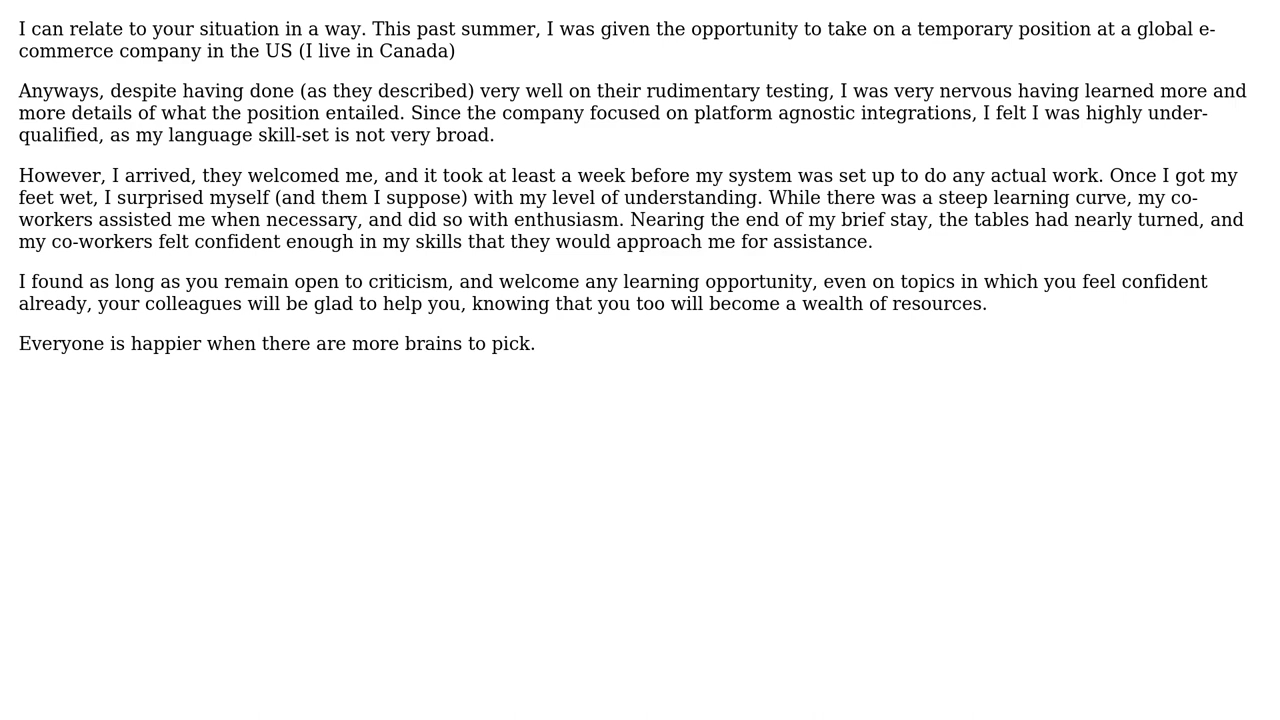 I can relate to your situation in a way. This past summer, I was given the opportunity to take on a temporary position at a global e-
commerce company in the US (I live in Canada)
Anyways, despite having done (as they described) very well on their rudimentary testing, I was very nervous having learned more and
more details of what the position entailed. Since the company focused on platform agnostic integrations, I felt I was highly under-
qualified, as my language skill-set is not very broad.
However, I arrived, they welcomed me, and it took at least a week before my system was set up to do any actual work. Once I got my
feet wet, I surprised myself (and them I suppose) with my level of understanding. While there was a steep learning curve, my co-
workers assisted me when necessary, and did so with enthusiasm. Nearing the end of my brief stay, the tables had nearly turned, and
my co-workers felt confident enough in my skills that they would approach me for assistance.
I found as long as you remain open to criticism, and welcome any learning opportunity, even on topics in which you feel confident
already, your colleagues will be glad to help you, knowing that you too will become a wealth of resources.
Everyone is happier when there are more brains to pick.